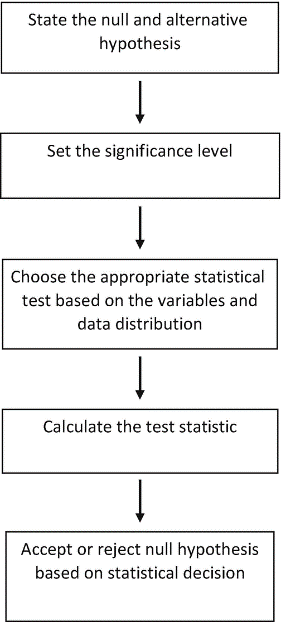 State the null and alternative
hypothesis
Set the significance level
Choose the appropriate statistical
test based on the variables and
data distribution
Calculate the test statistic
Accept or reject null hypothesis
based on statistical decision